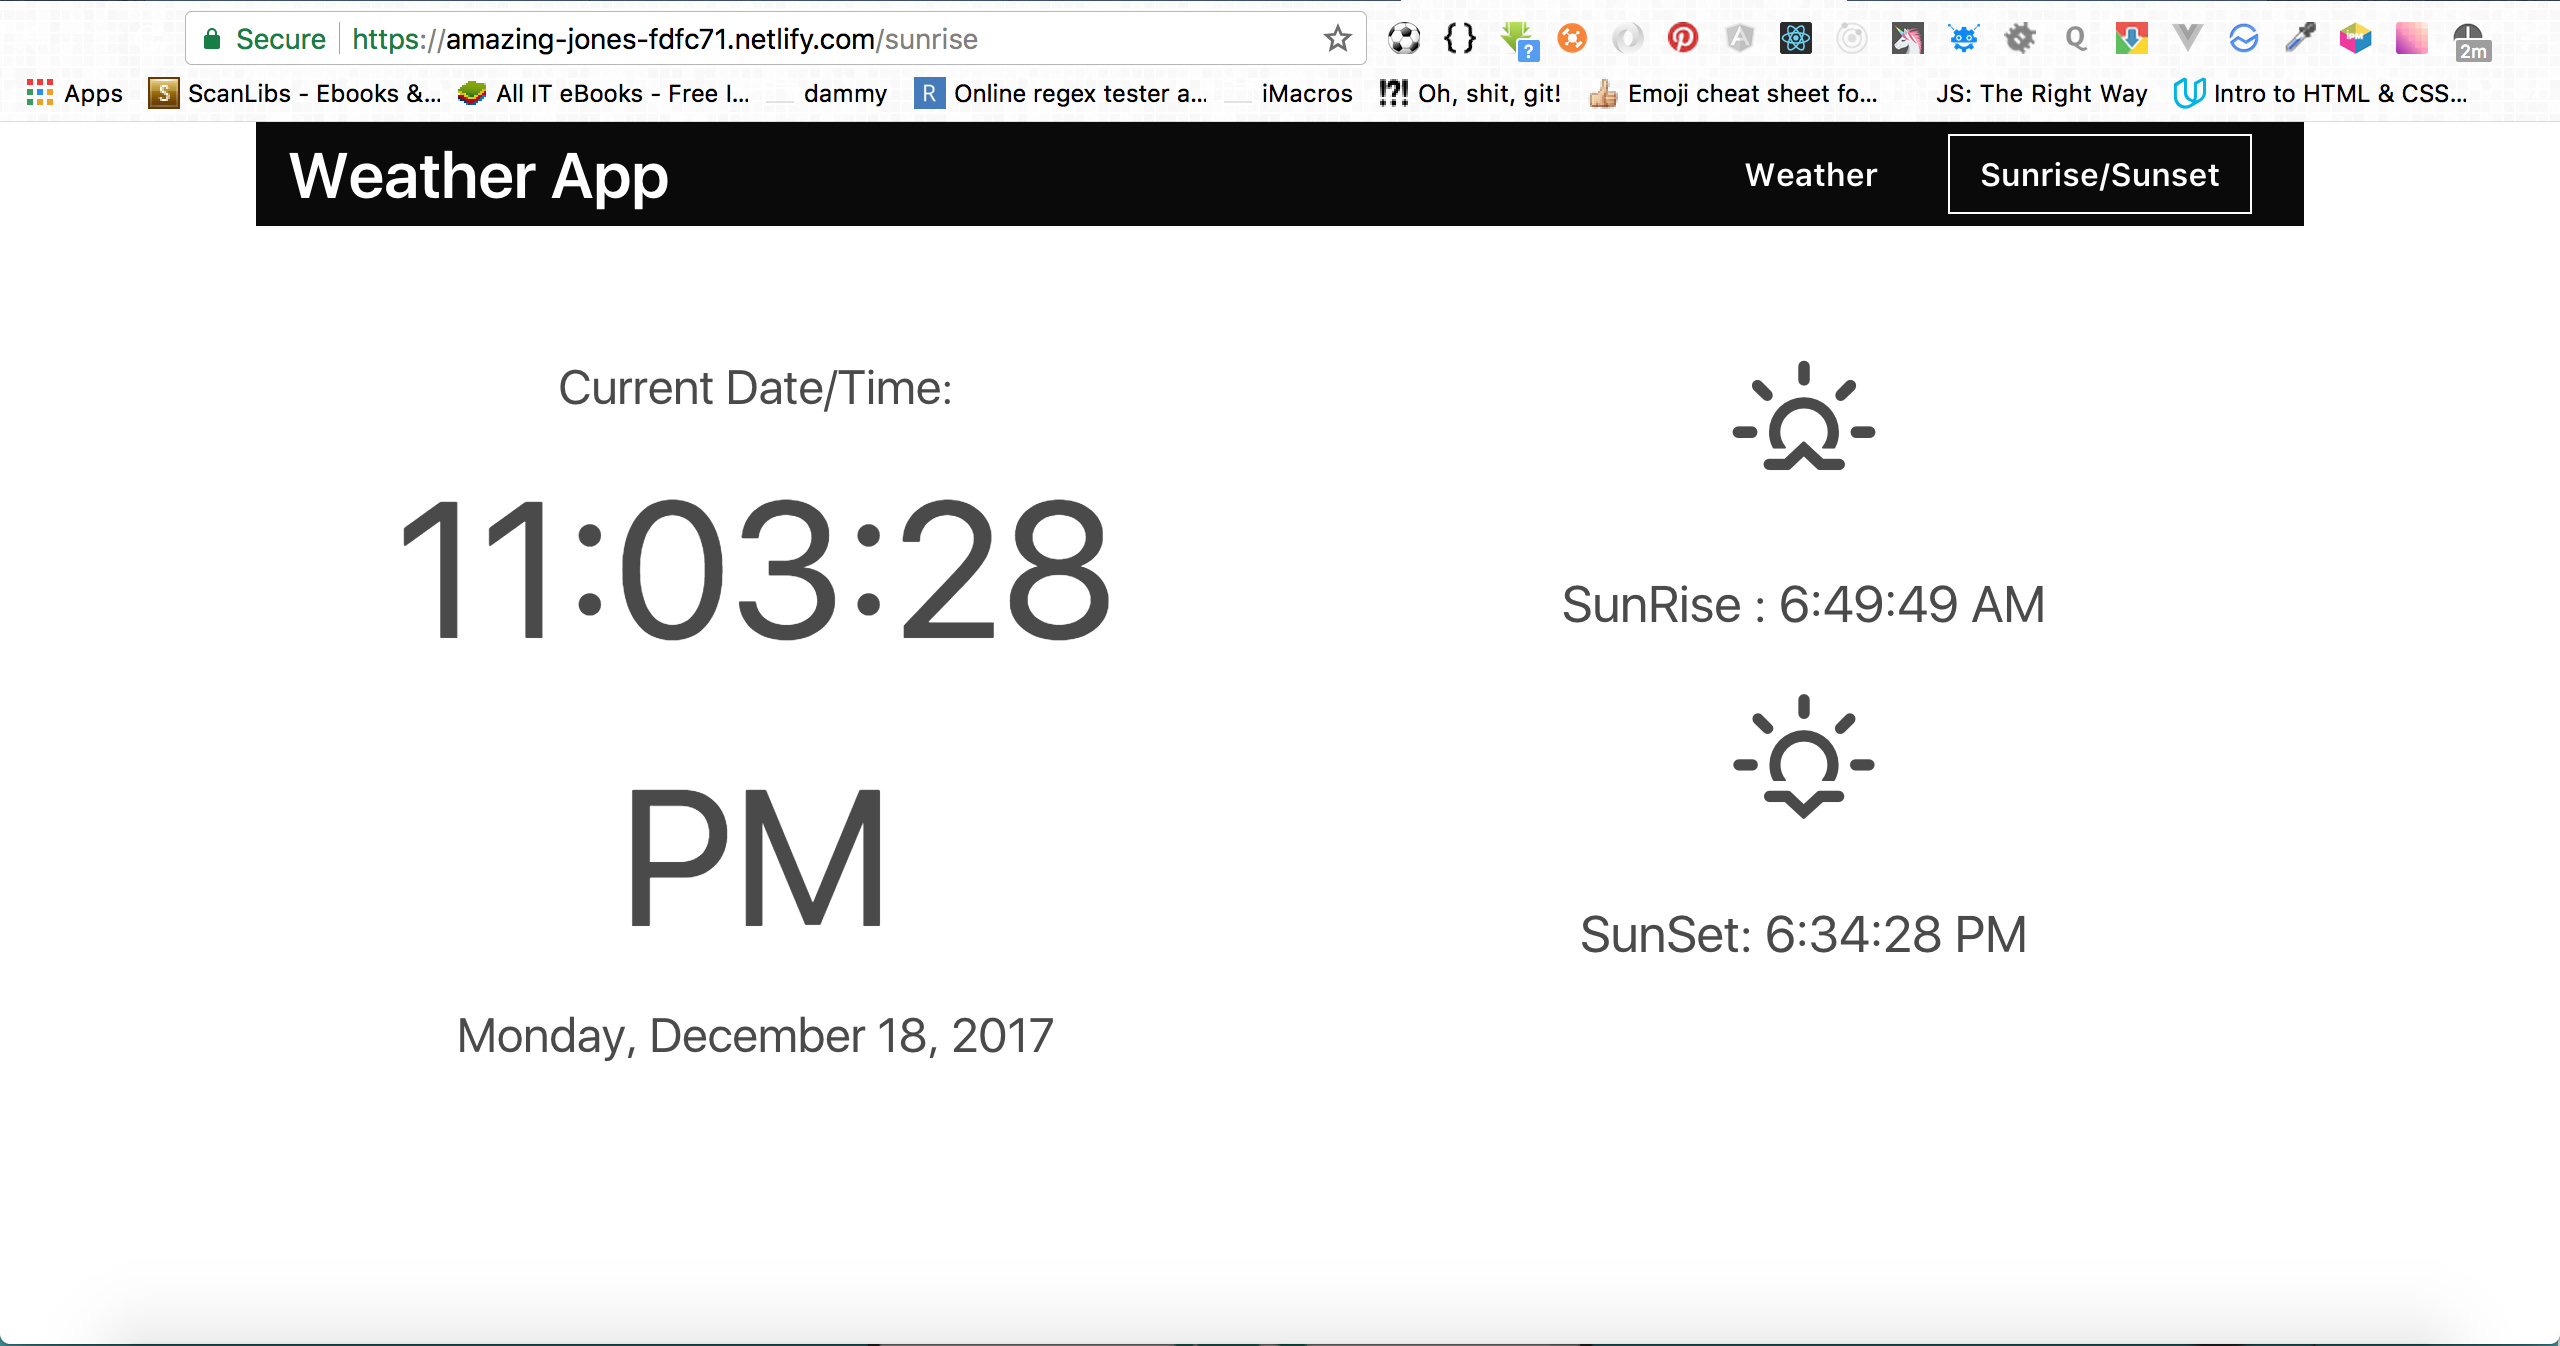 Secure https://amazing-jones-fdfc71.netlify.com/sunrise
2m
Apps ScanLibs - Ebooks &... All IT eBooks - Free I... dammy R Online regex tester a... iMacros !?! Oh, shit, git! Emoji cheat sheet fo... JS: The Right Way Intro to HTML & CSS...
Weather App Weather Sunrise/Sunset
Current Date/Time:
11:03:28
PM
Monday, December 18, 2017
SunRise : 6:49:49 AM
SunSet: 6:34:28 PM